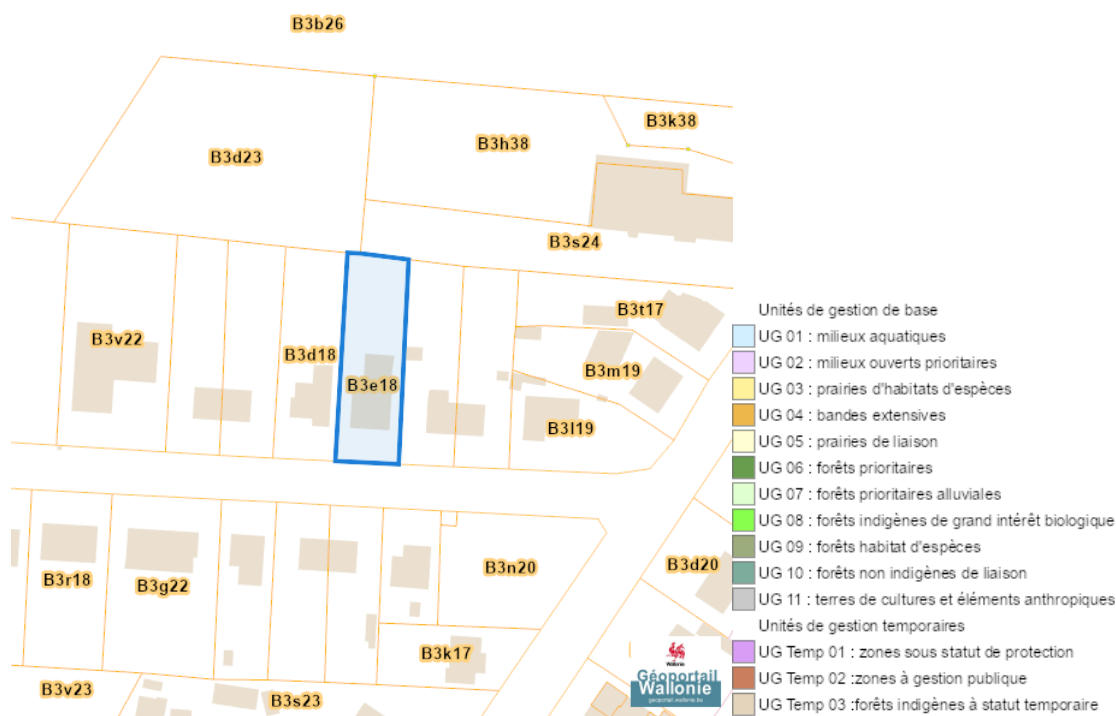 B3b26
B3k38
B3h38
B3d23
B3s24
B3t17
B3v22
B3d18
B3m19
B3e18
B3l19
B3r18
B3g22
B3n20
B3d20
B3k17
B3v23
B3s23
Wallonie
Géoportail
Wallonie
geoportail.wallonie.be
Unités de gestion de base
UG 01 : milieux aquatiques
UG 02 : milieux ouverts prioritaires
UG 03 : prairies d'habitats d'espèces
UG 04 : bandes extensives
UG 05 : prairies de liaison
UG 06 : forêts prioritaires
UG 07 : forêts prioritaires alluviales
UG 08 : forêts indigènes de grand intérêt biologique
UG 09 : forêts habitat d'espèces
UG 10 : forêts non indigènes de liaison
UG 11 : terres de cultures et éléments anthropiques
Unités de gestion temporaires
UG Temp 01 : zones sous statut de protection
UG Temp 02 :zones à gestion publique
UG Temp 03 :forêts indigènes à statut temporaire